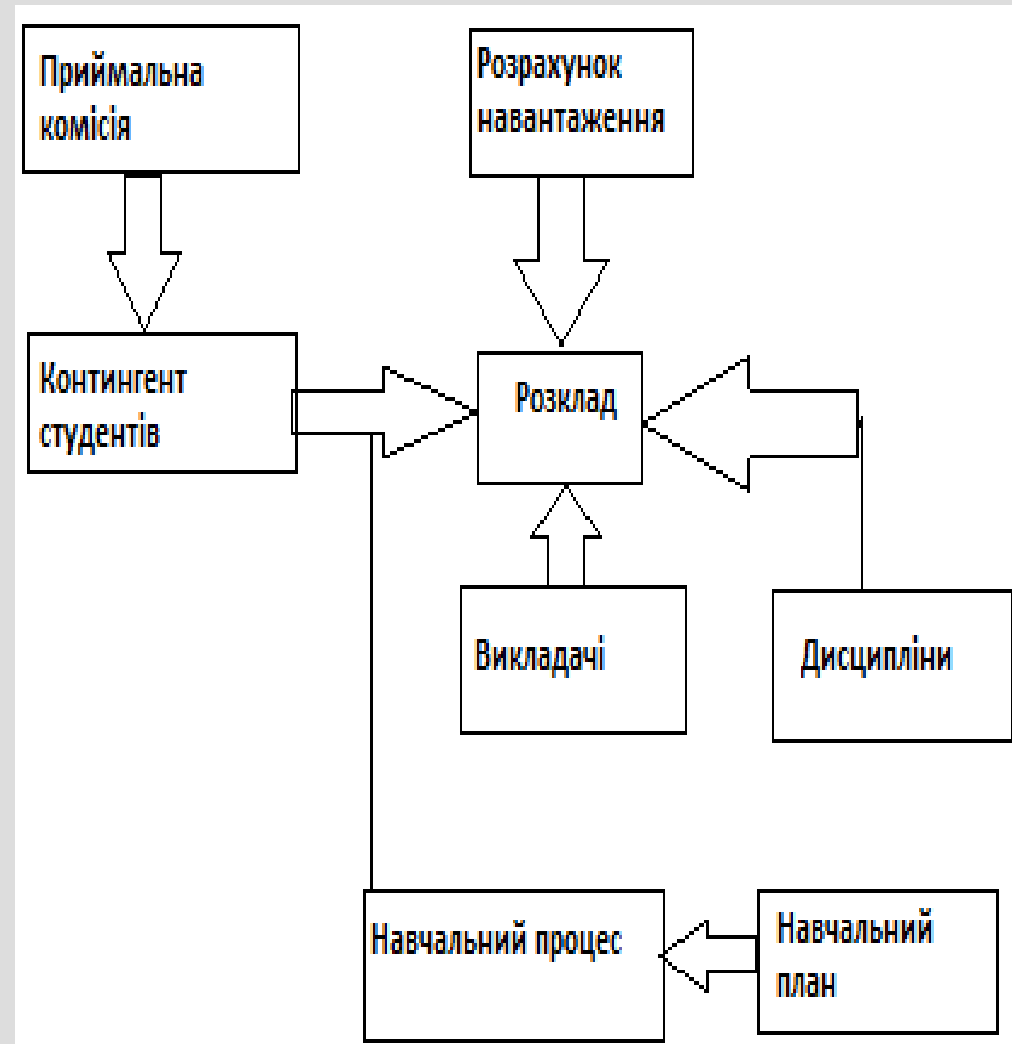 Приймальна
комісія
Розрахунок
навантаження
Контингент
студентів
Розклад
Викладачі
Дисципліни
Навчальний процес
Навчальний
план